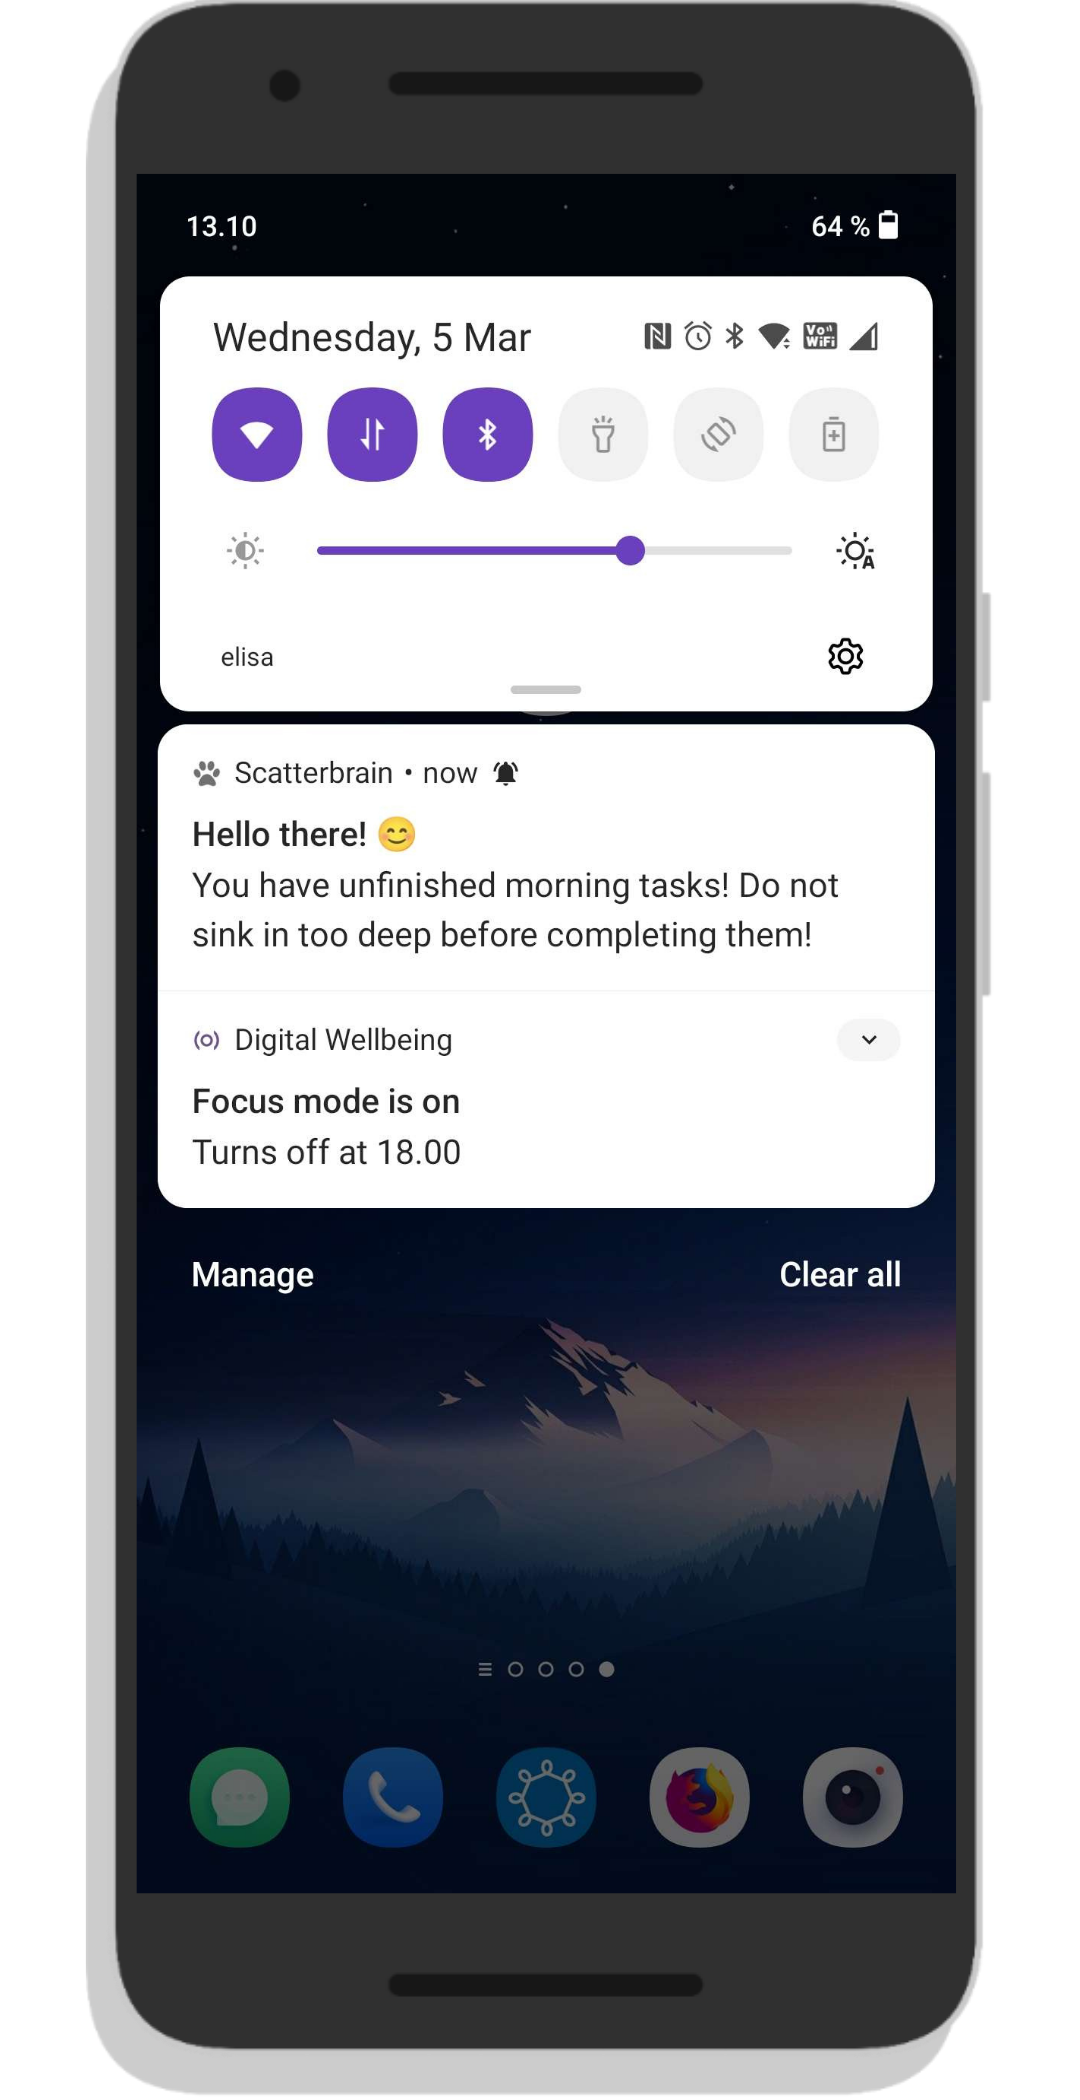 13.10
64 %
Wednesday, 5 Mar
Vo
WiFi
A
elisa
Scatterbrain • now
Hello there! 😊
You have unfinished morning tasks! Do not
sink in too deep before completing them!
Digital Wellbeing
Focus mode is on
Turns off at 18.00
Manage
Clear all